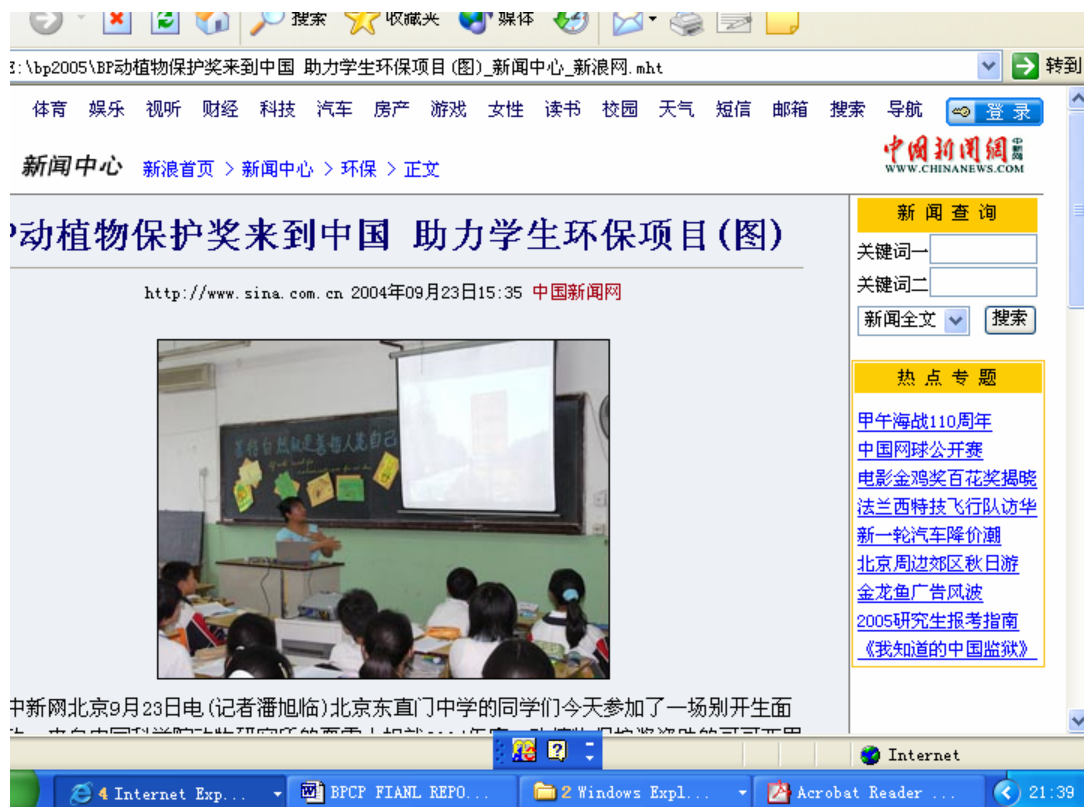 搜索 收藏夹 媒体
:\bp2005\BP动植物保护奖来到中国 助力学生环保项目(图)_新闻中心_新浪网.mht 转到
体育 娱乐 视听 财经 科技 汽车 房产 游戏 女性 读书 校园 天气 短信 邮箱 搜索 导航 登录
中国新闻網 中新网
WWW.CHINANEWS.COM
新闻中心 新浪首页 > 新闻中心 > 环保 > 正文
动植物保护奖来到中国 助力学生环保项目(图)
http://www.sina.com.cn 2004年09月23日15:35 中国新闻网
善待自然就是善待人类自己
中新网北京9月23日电(记者潘旭临)北京东直门中学的同学们今天参加了一场别开生面
新闻查询
关键词一
关键词二
新闻全文 搜索
热点专题
甲午海战110周年
中国网球公开赛
电影金鸡奖百花奖揭晓
法兰西特技飞行队访华
新一轮汽车降价潮
北京周边郊区秋日游
金龙鱼广告风波
2005研究生报考指南
《我知道的中国监狱》
Internet
4 Internet Exp... BPCP FIANL REPO... 2 Windows Expl... Acrobat Reader ... 21:39